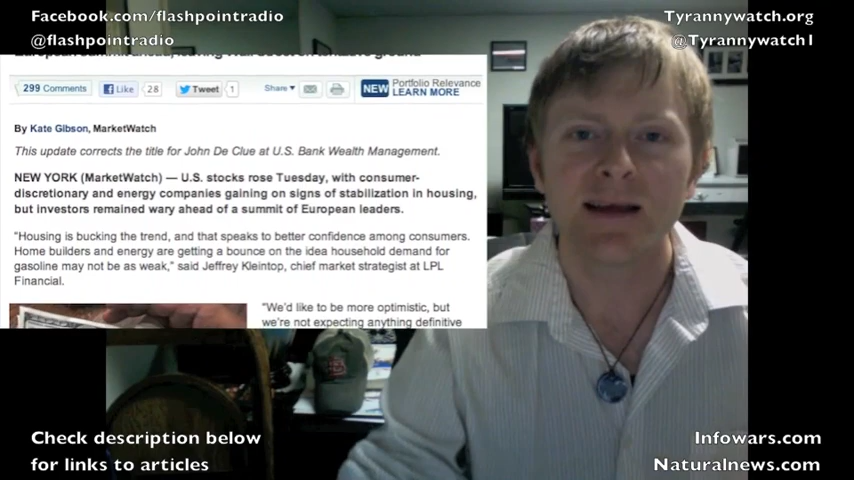 Facebook.com/flashpointradio
@flashpointradio
Tyrannywatch.org
@Tyrannywatch1
299 Comments
Like
28
Tweet
1
Share
NEW
Portfolio Relevance
LEARN MORE
By Kate Gibson, MarketWatch
This update corrects the title for John De Clue at U.S. Bank Wealth Management.
NEW YORK (MarketWatch) — U.S. stocks rose Tuesday, with consumer-
discretionary and energy companies gaining on signs of stabilization in housing,
but investors remained wary ahead of a summit of European leaders.
"Housing is bucking the trend, and that speaks to better confidence among consumers.
Home builders and energy are getting a bounce on the idea household demand for
gasoline may not be as weak," said Jeffrey Kleintop, chief market strategist at LPL
Financial.
"We'd like to be more optimistic, but
we're not expecting anything definitive
Check description below
for links to articles
Infowars.com
Naturalnews.com